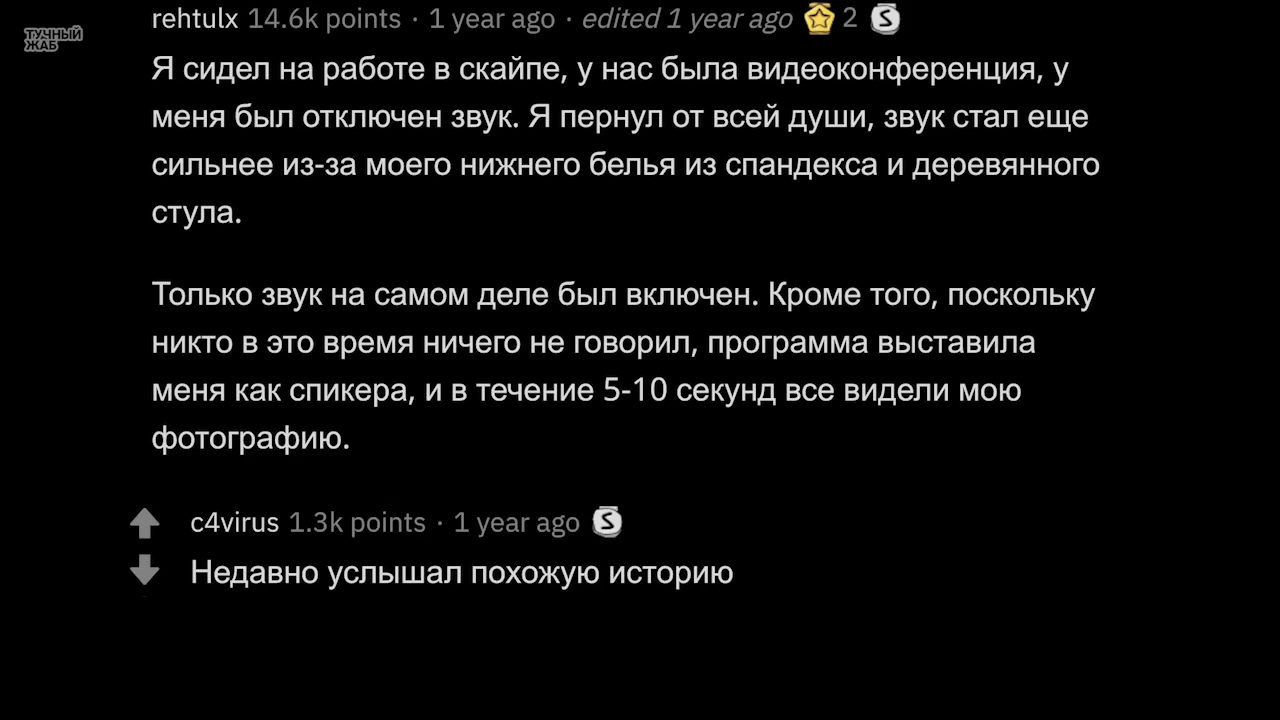 ТУЧНЫЙ
ЖАБ
rehtulx 14.6k points · 1 year ago · edited 1 year ago 2 S
Я сидел на работе в скайпе, у нас была видеоконференция, у
меня был отключен звук. Я пернул от всей души, звук стал еще
сильнее из-за моего нижнего белья из спандекса и деревянного
стула.
Только звук на самом деле был включен. Кроме того, поскольку
никто в это время ничего не говорил, программа выставила
меня как спикера, и в течение 5-10 секунд все видели мою
фотографию.
c4virus 1.3k points · 1 year ago S
Недавно услышал похожую историю